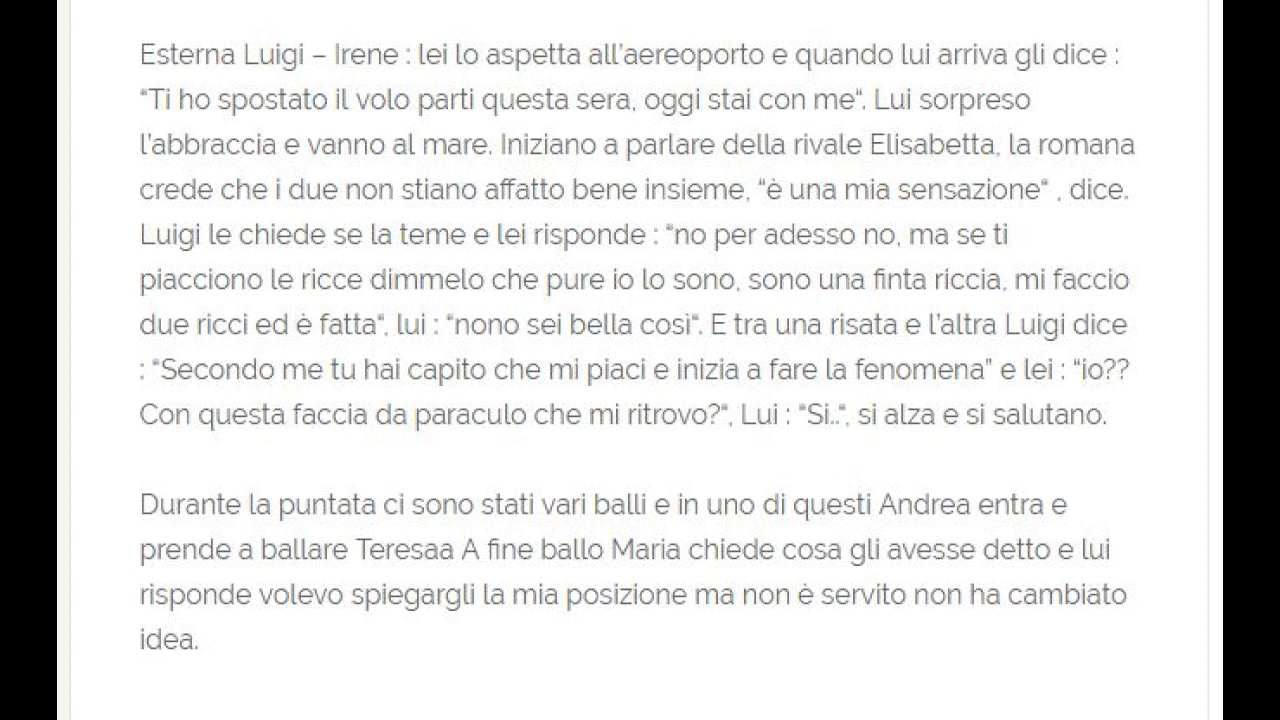 Esterna Luigi – Irene : lei lo aspetta all'aereoporto e quando lui arriva gli dice :
“Ti ho spostato il volo parti questa sera, oggi stai con me“. Lui sorpreso
l'abbraccia e vanno al mare. Iniziano a parlare della rivale Elisabetta, la romana
crede che i due non stiano affatto bene insieme, “è una mia sensazione“ , dice.
Luigi le chiede se la teme e lei risponde : “no per adesso no, ma se ti
piacciono le ricce dimmelo che pure io lo sono, sono una finta riccia, mi faccio
due ricci ed è fatta“, lui : “nono sei bella così“. E tra una risata e l'altra Luigi dice
: “Secondo me tu hai capito che mi piaci e inizia a fare la fenomena” e lei : “io??
Con questa faccia da paraculo che mi ritrovo?“, Lui : “Si..“, si alza e si salutano.
Durante la puntata ci sono stati vari balli e in uno di questi Andrea entra e
prende a ballare Teresaa A fine ballo Maria chiede cosa gli avesse detto e lui
risponde volevo spiegargli la mia posizione ma non è servito non ha cambiato
idea.